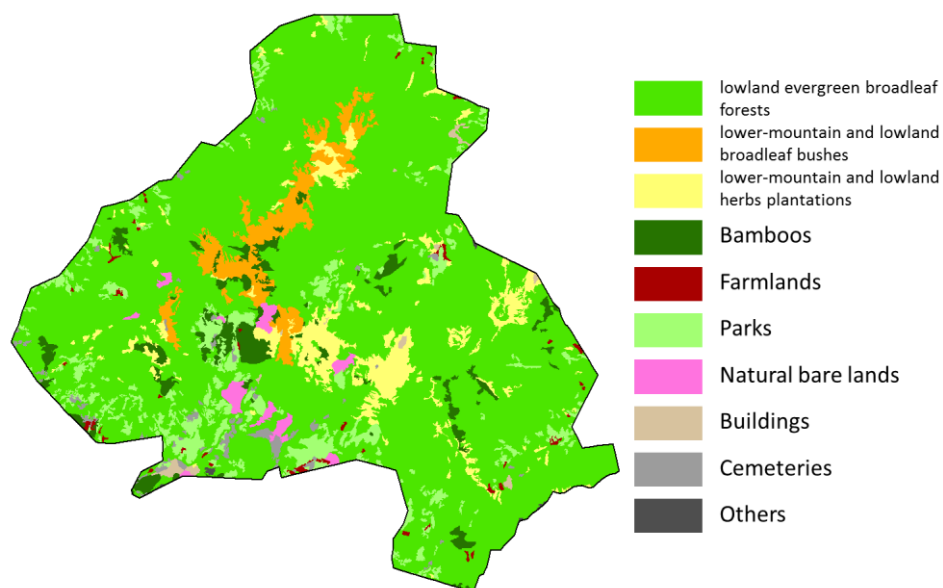 lowland evergreen broadleaf
forests
lower-mountain and lowland
broadleaf bushes
lower-mountain and lowland
herbs plantations
Bamboos
Farmlands
Parks
Natural bare lands
Buildings
Cemeteries
Others